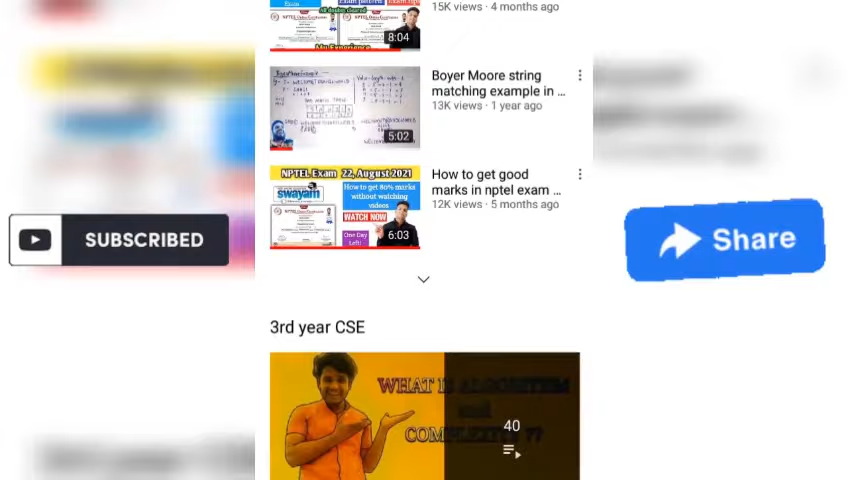 15K views · 4 months ago
My Experience
8:04
Boyer Moore string
matching example in ...
13K views · 1 year ago
5:02
NPTEL Exam 22, August 2021
swayam
How to get 80% marks
without watching
videos
WATCH NOW
One Day
Left!
6:03
How to get good
marks in nptel exam ...
12K views · 5 months ago
SUBSCRIBED
Share
3rd year CSE
WHAT IS ALGORITHM
and
COMPLEXITY ??
40